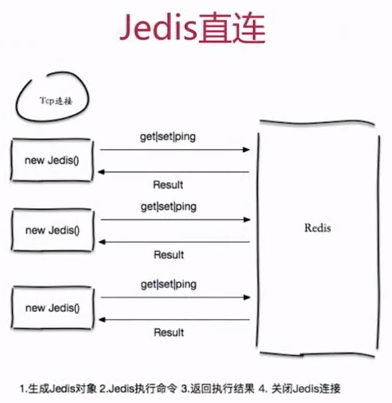 Jedis直连
Tcp连接
get|set|ping
new Jedis()
Result
get|set|ping
new Jedis()
Result
Redis
get|set|ping
new Jedis()
Result
1.生成Jedis对象 2.Jedis执行命令 3.返回执行结果 4. 关闭Jedis连接